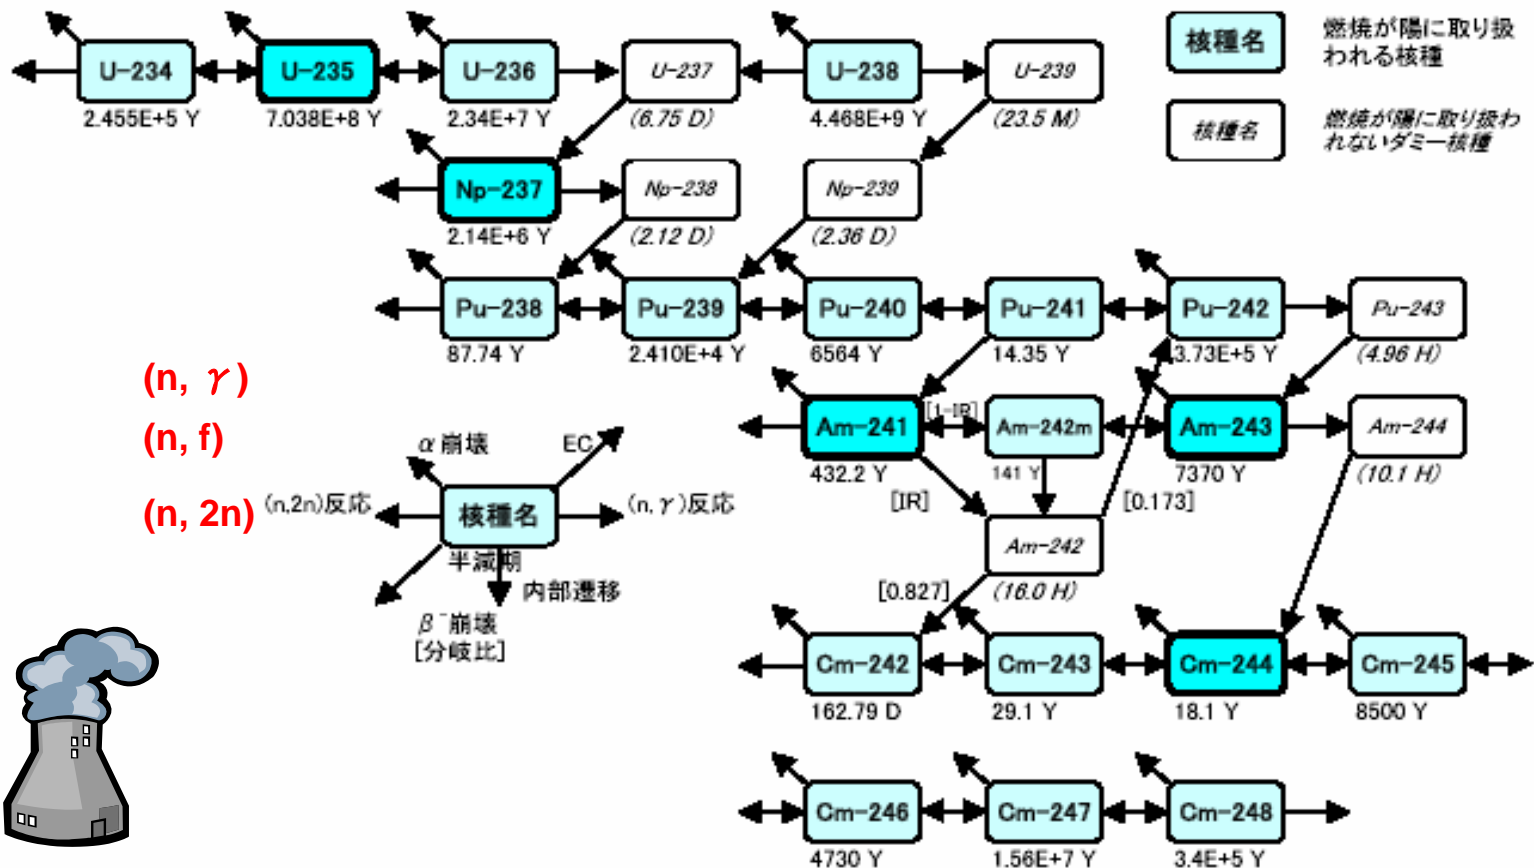 U-234
U-235
U-236
U-237
U-238
U-239
核種名
燃焼が陽に取り扱
われる核種
2.455E+5 Y
7.038E+8 Y
2.34E+7 Y
(6.75 D)
4.468E+9 Y
(23.5 M)
核種名
燃焼が陽に取り扱わ
れないダミー核種
Np-237
Np-238
Np-239
2.14E+6 Y
(2.12 D)
(2.36 D)
Pu-238
Pu-239
Pu-240
Pu-241
Pu-242
Pu-243
87.74 Y
2.410E+4 Y
6564 Y
14.35 Y
3.73E+5 Y
(4.96 H)
(n, γ)
(n, f)
(n, 2n)
Am-241
[1-IR]
Am-242m
Am-243
Am-244
432.2 Y
141 Y
7370 Y
(10.1 H)
[IR]
[0.173]
Am-242
[0.827]
(16.0 H)
α崩壊
EC
(n,2n)反応
核種名
(n,γ)反応
半減期
内部遷移
β⁻崩壊
[分岐比]
Cm-242
Cm-243
Cm-244
Cm-245
162.79 D
29.1 Y
18.1 Y
8500 Y
Cm-246
Cm-247
Cm-248
4730 Y
1.56E+7 Y
3.4E+5 Y